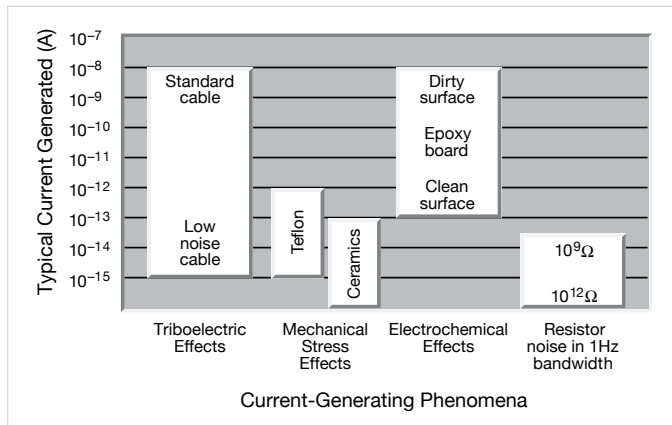 Typical Current Generated (A)
10⁻⁷
10⁻⁸
10⁻⁹
10⁻¹⁰
10⁻¹¹
10⁻¹²
10⁻¹³
10⁻¹⁴
10⁻¹⁵
Standard
cable
Low
noise
cable
Teflon
Ceramics
Dirty
surface
Epoxy
board
Clean
surface
10⁹Ω
10¹²Ω
Triboelectric
Effects
Mechanical
Stress
Effects
Electrochemical
Effects
Resistor
noise in 1Hz
bandwidth
Current-Generating Phenomena